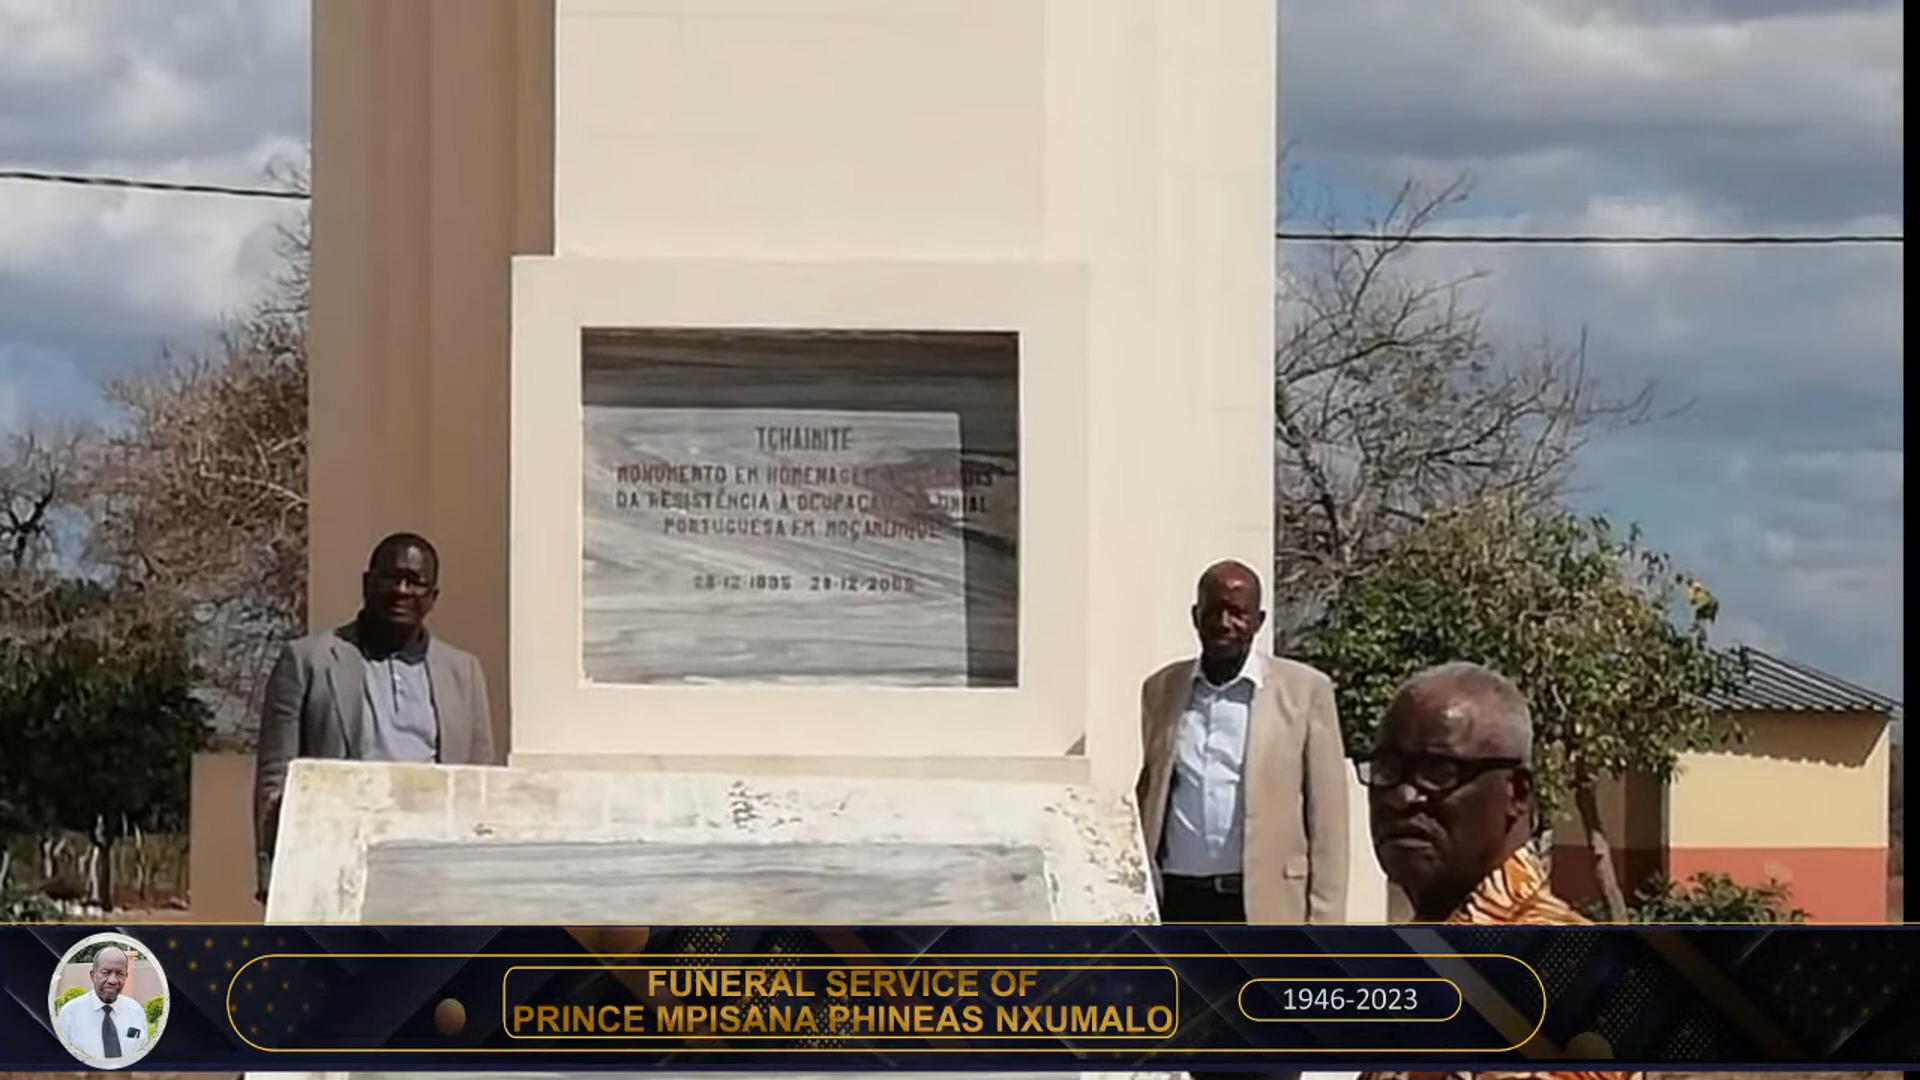 TCHAIMITE
MONUMENTO EM HOMENAGEM
DA RESISTÊNCIA À OCUPAÇÃO COLONIAL
PORTUGUESA EM MOÇAMBIQUE
28-12-1895 28-12-2005
FUNERAL SERVICE OF
PRINCE MPISANA PHINEAS NXUMALO
1946-2023